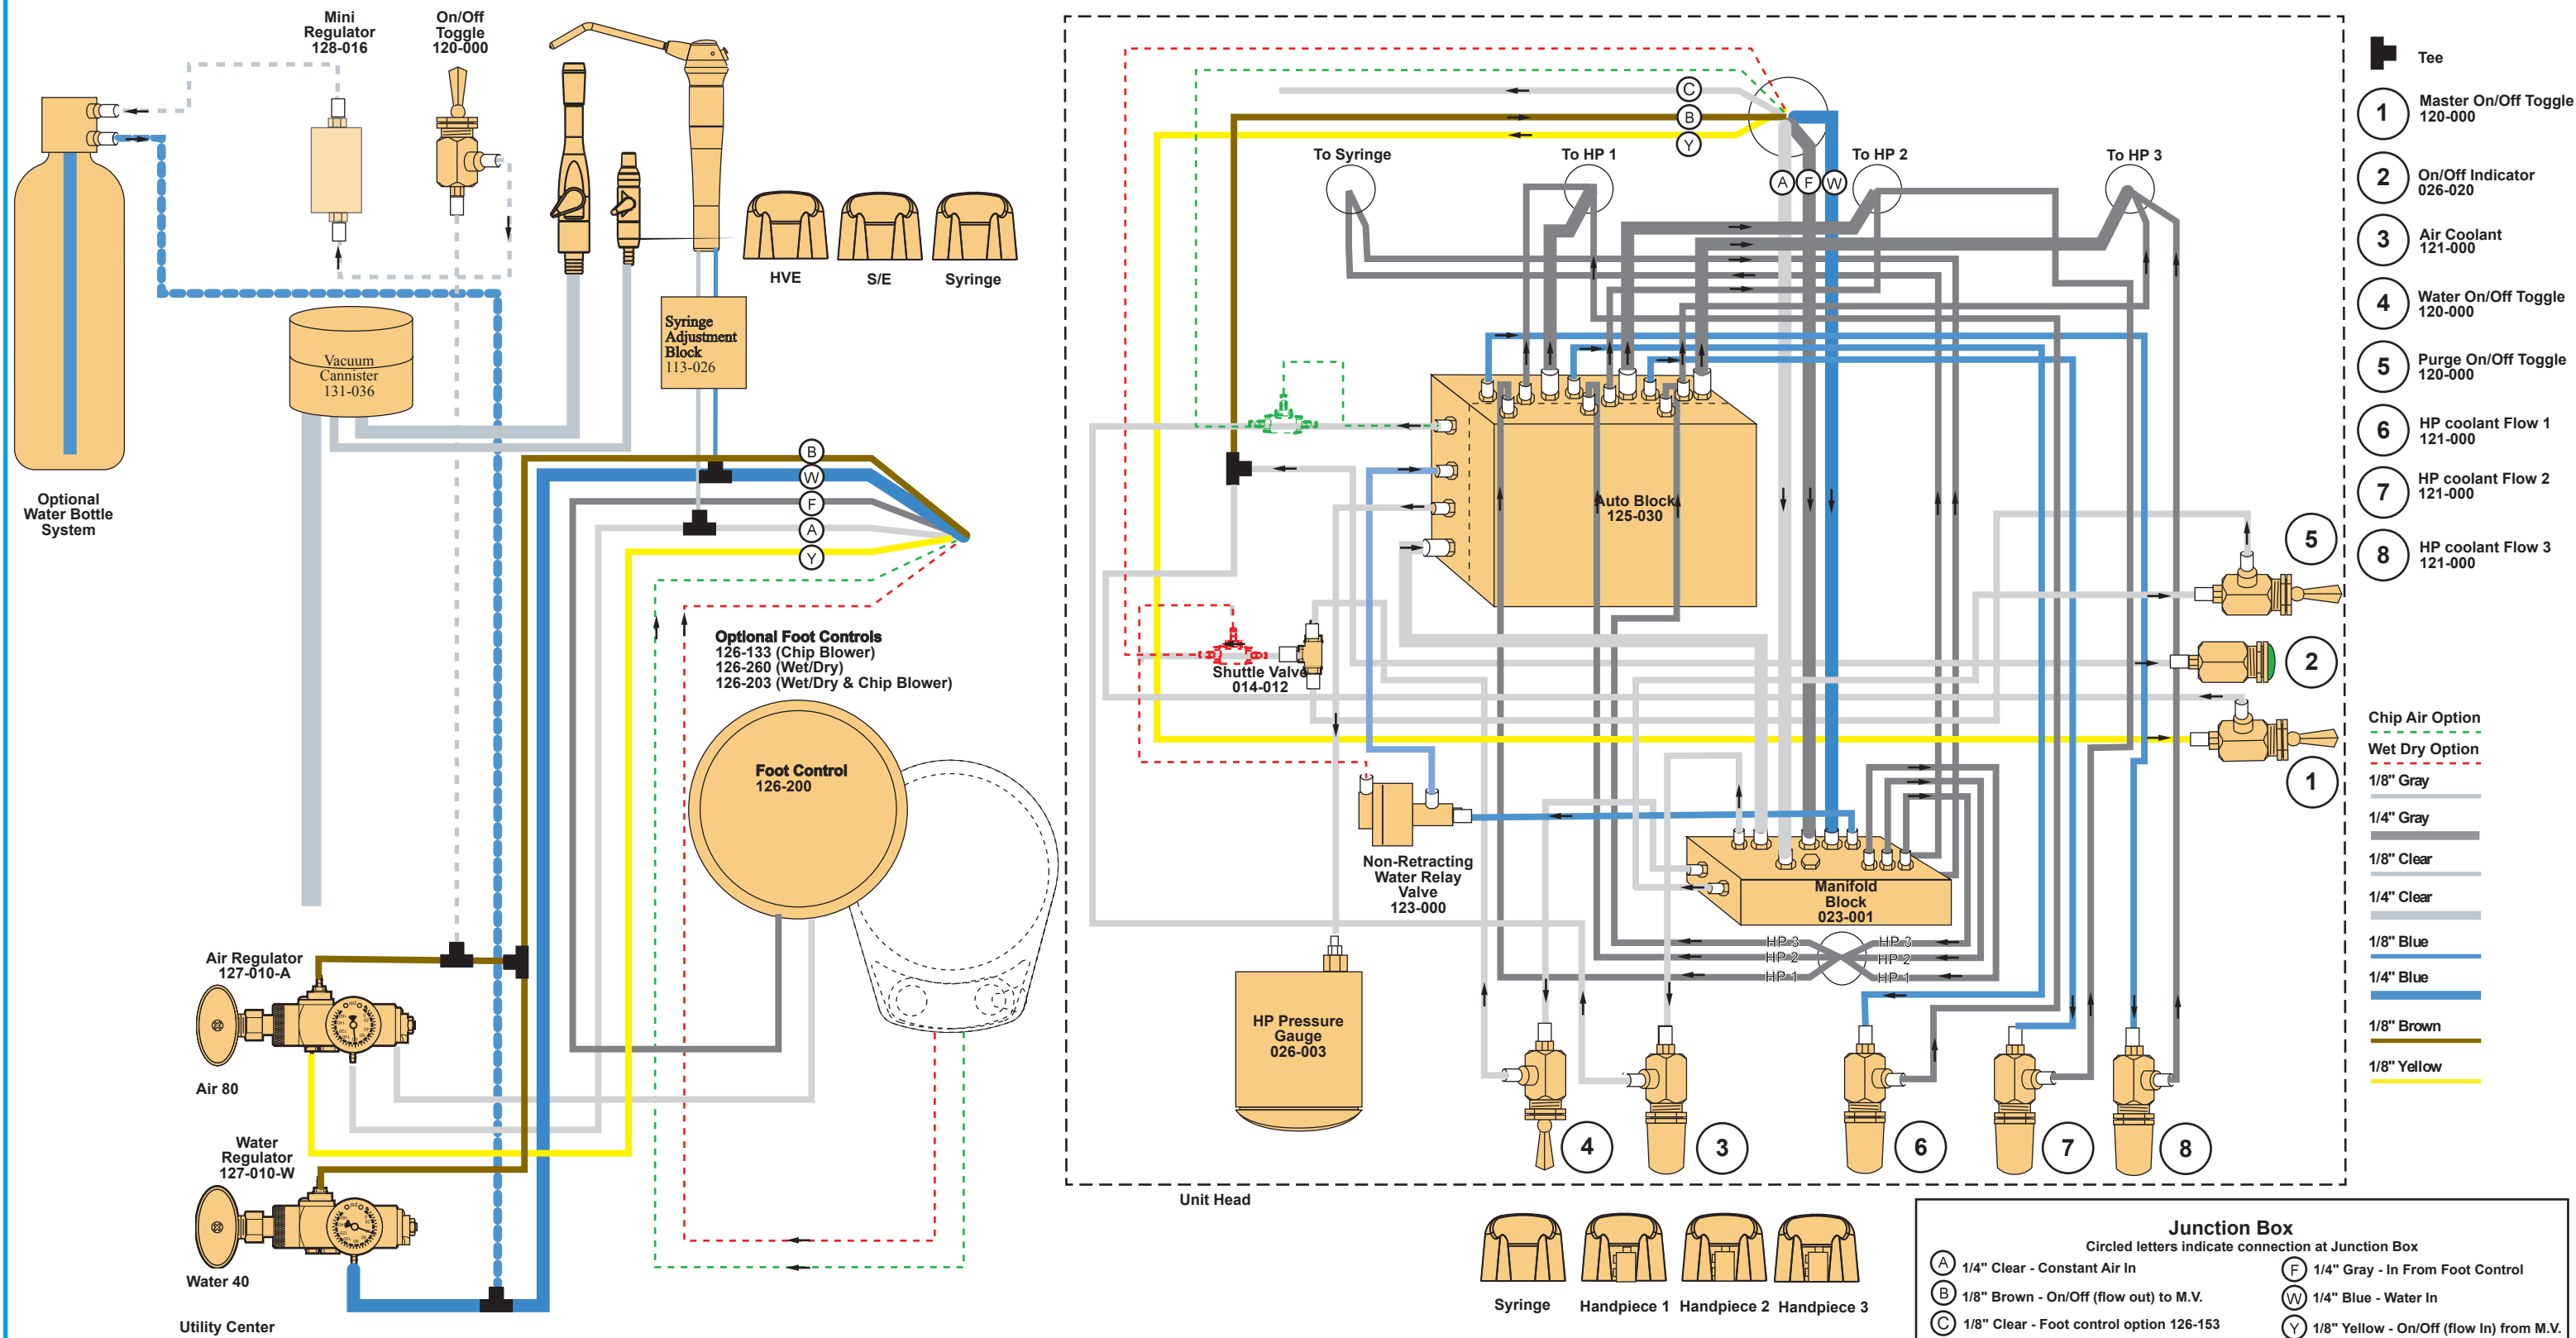 Mini
Regulator
128-016
On/Off
Toggle
120-000
Optional
Water Bottle
System
Vacuum
Cannister
131-036
Syringe
Adjustment
Block
113-026
HVE
S/E
Syringe
B
W
F
A
Y
Optional Foot Controls
126-133 (Chip Blower)
126-260 (Wet/Dry)
126-203 (Wet/Dry & Chip Blower)
Foot Control
126-200
Air Regulator
127-010-A
Air 80
Water
Regulator
127-010-W
Water 40
Utility Center
C
B
Y
To Syringe
To HP 1
To HP 2
To HP 3
A
F
W
Auto Block
125-030
Shuttle Valve
014-012
Non-Retracting
Water Relay
Valve
123-000
Manifold
Block
023-001
HP 3
HP 2
HP 1
HP 3
HP 2
HP 1
HP Pressure
Gauge
026-003
5
2
1
4
3
6
7
8
Unit Head
Syringe
Handpiece 1
Handpiece 2
Handpiece 3
Tee
1
Master On/Off Toggle
120-000
2
On/Off Indicator
026-020
3
Air Coolant
121-000
4
Water On/Off Toggle
120-000
5
Purge On/Off Toggle
120-000
6
HP coolant Flow 1
121-000
7
HP coolant Flow 2
121-000
8
HP coolant Flow 3
121-000
Chip Air Option
Wet Dry Option
1/8" Gray
1/4" Gray
1/8" Clear
1/4" Clear
1/8" Blue
1/4" Blue
1/8" Brown
1/8" Yellow
Junction Box
Circled letters indicate connection at Junction Box
A 1/4" Clear - Constant Air In
B 1/8" Brown - On/Off (flow out) to M.V.
C 1/8" Clear - Foot control option 126-153
F 1/4" Gray - In From Foot Control
W 1/4" Blue - Water In
Y 1/8" Yellow - On/Off (flow In) from M.V.